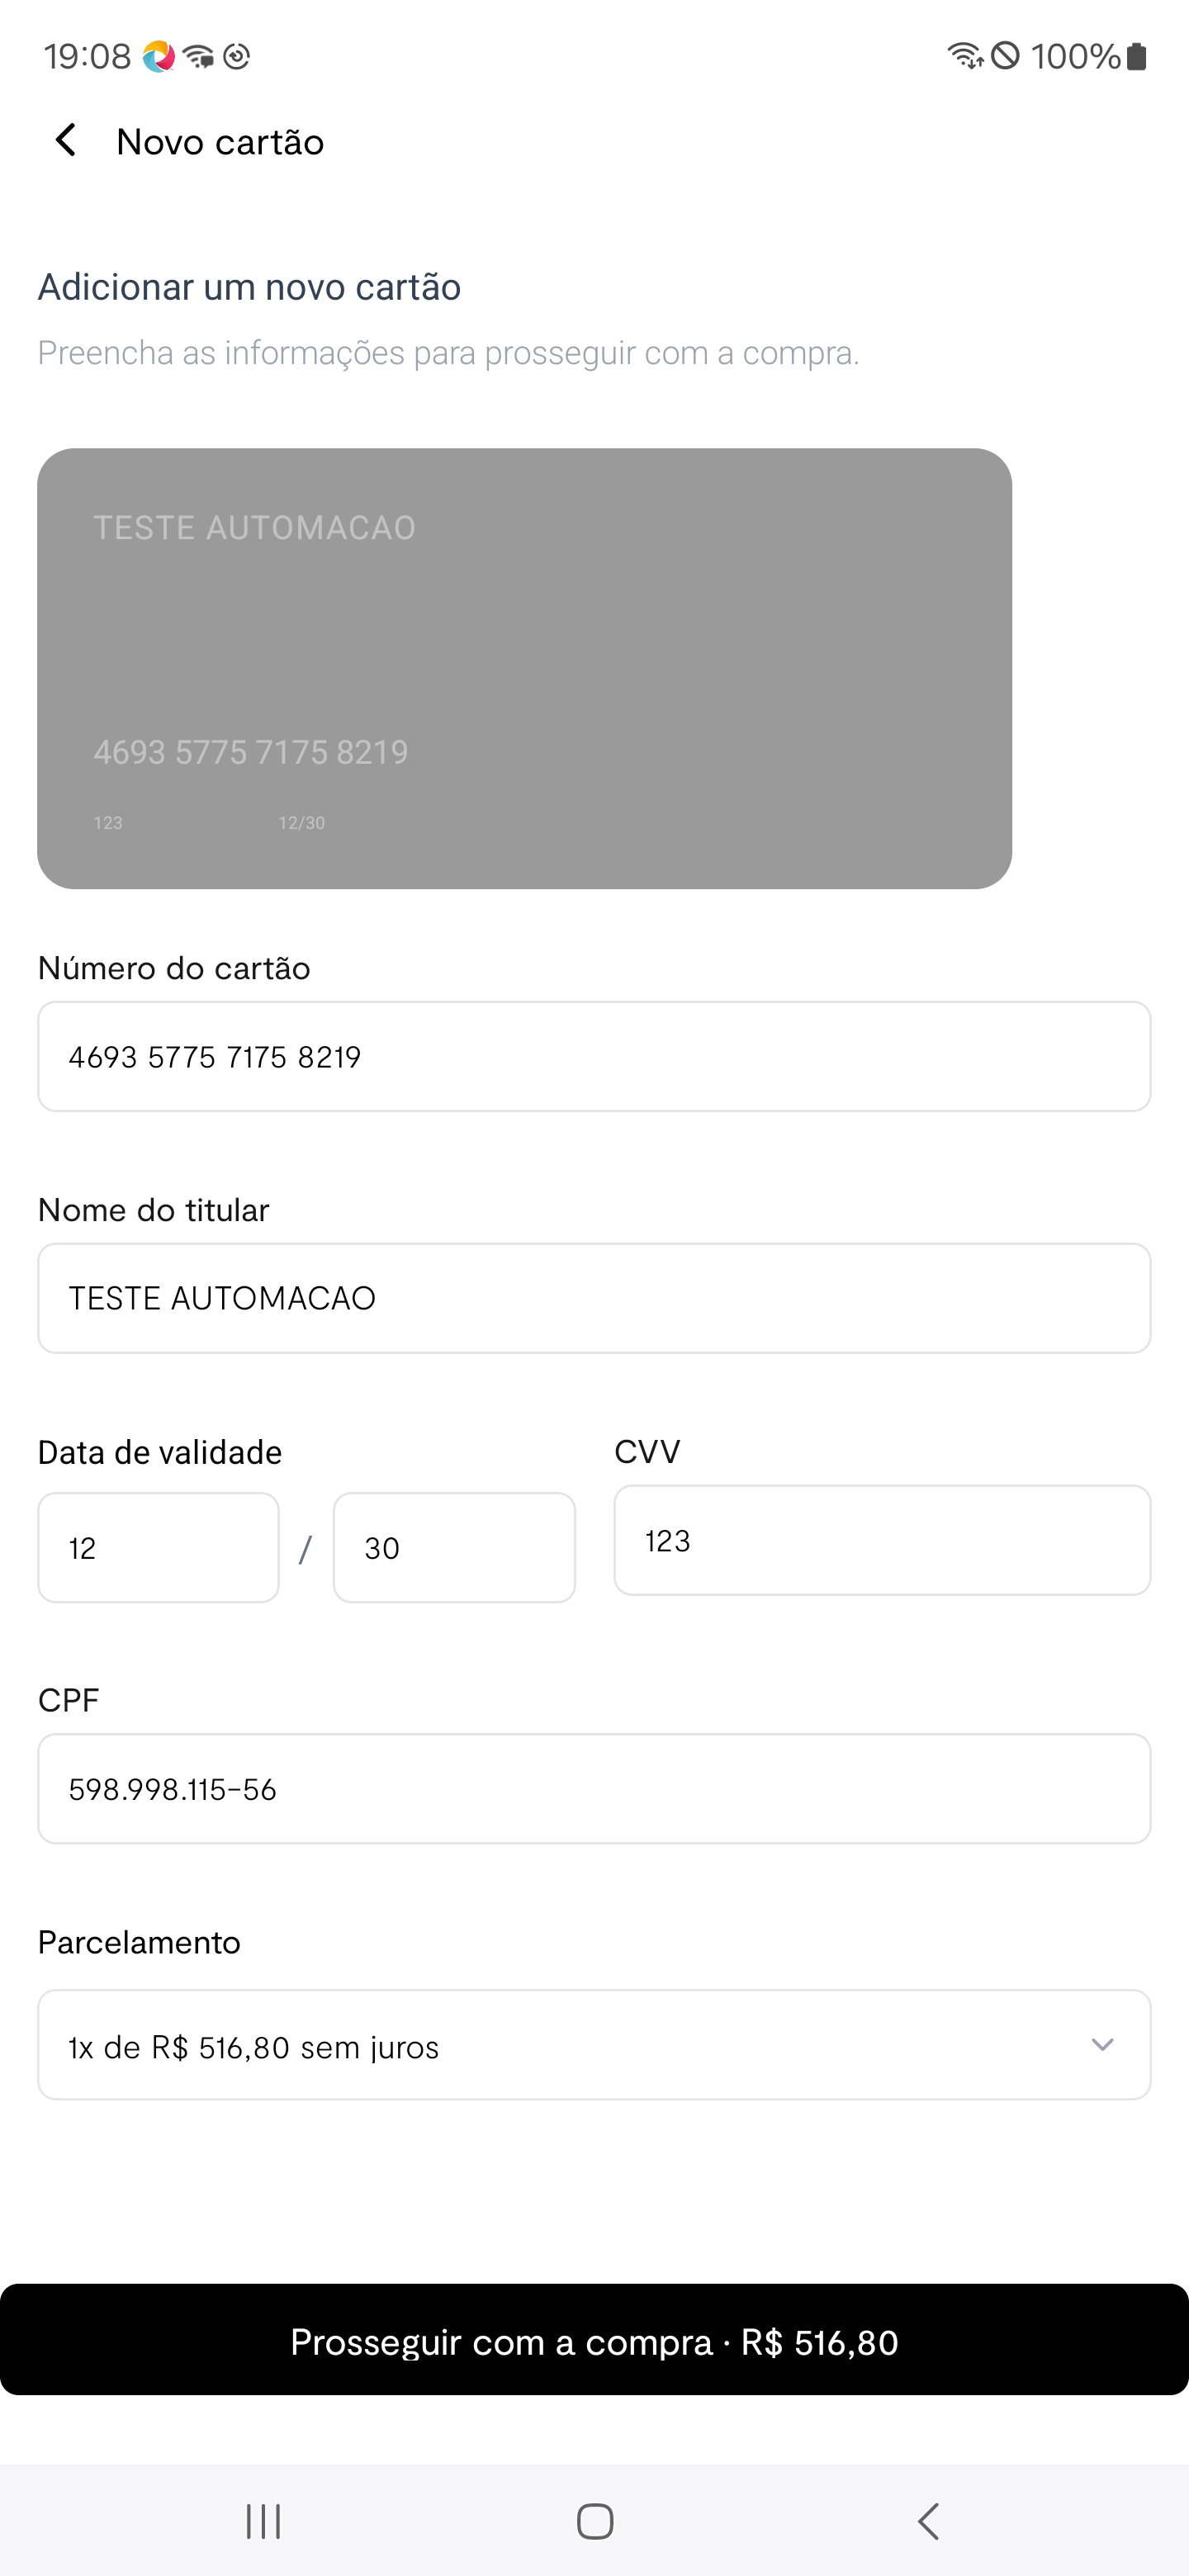 19:08
100%
Novo cartão
Adicionar um novo cartão
Preencha as informações para prosseguir com a compra.
TESTE AUTOMACAO
4693 5775 7175 8219
123 12/30
Número do cartão
4693 5775 7175 8219
Nome do titular
TESTE AUTOMACAO
Data de validade
CVV
12 / 30
123
CPF
598.998.115-56
Parcelamento
1x de R$ 516,80 sem juros
Prosseguir com a compra · R$ 516,80